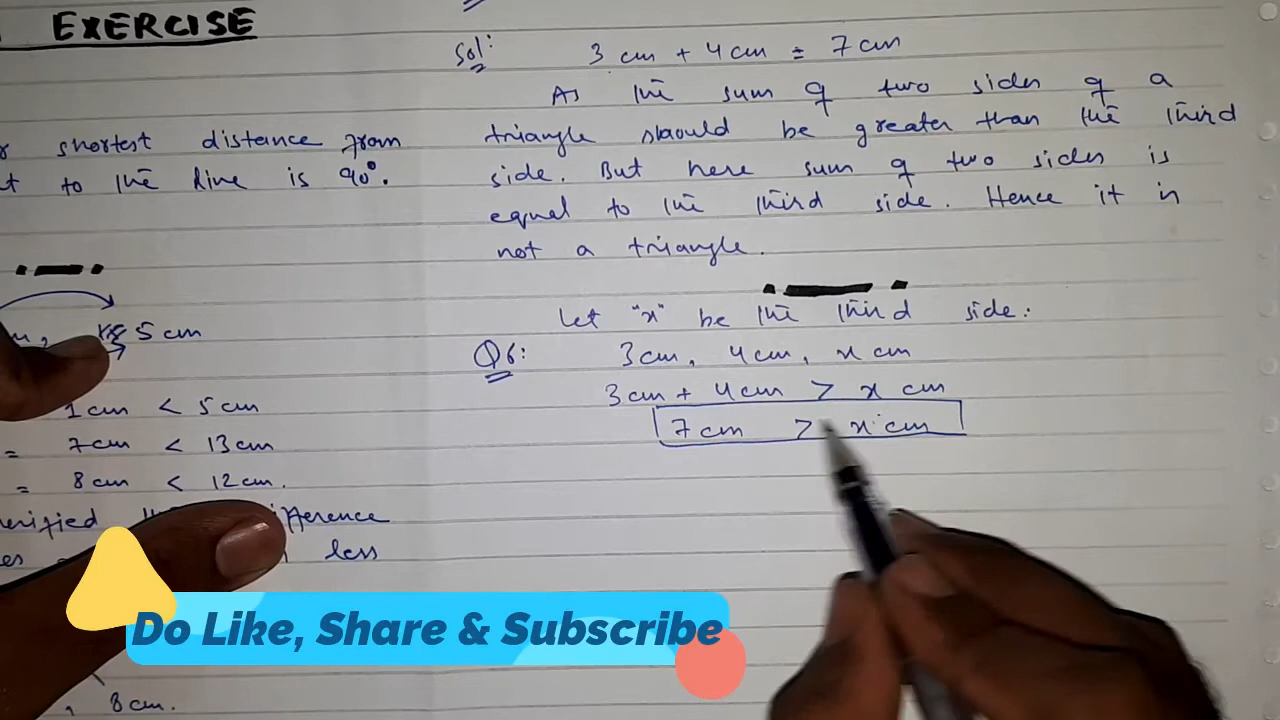 EXERCISE
shortest distance from
to the line is 90°.
5 cm
1 cm < 5 cm
= 7 cm < 13 cm
= 8 cm < 12 cm.
less
8 cm.
Sol:
3 cm + 4 cm = 7 cm
As the sum of two sides of a
triangle should be greater than the third
side. But here sum of two sides is
equal to the third side. Hence it is
not a triangle.
Let "x" be the third side.
Q6: 3 cm, 4 cm, x cm
3 cm + 4 cm > x cm
7 cm > x cm
Do Like, Share & Subscribe